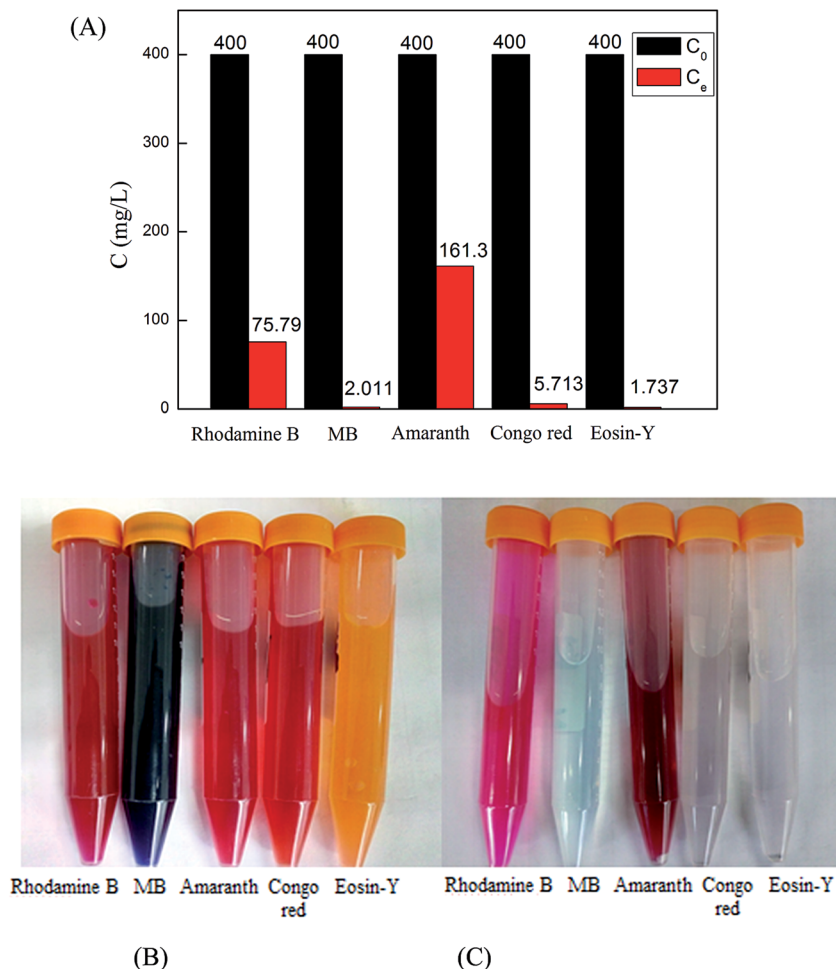 (A)
400 400 400 400 400
C₀
Cₑ
400
300
200
100
0
C (mg/L)
75.79
2.011
161.3
5.713
1.737
Rhodamine B MB Amaranth Congo red Eosin-Y
Rhodamine B MB Amaranth Congo Eosin-Y
red
Rhodamine B MB Amaranth Congo Eosin-Y
red
(B) (C)